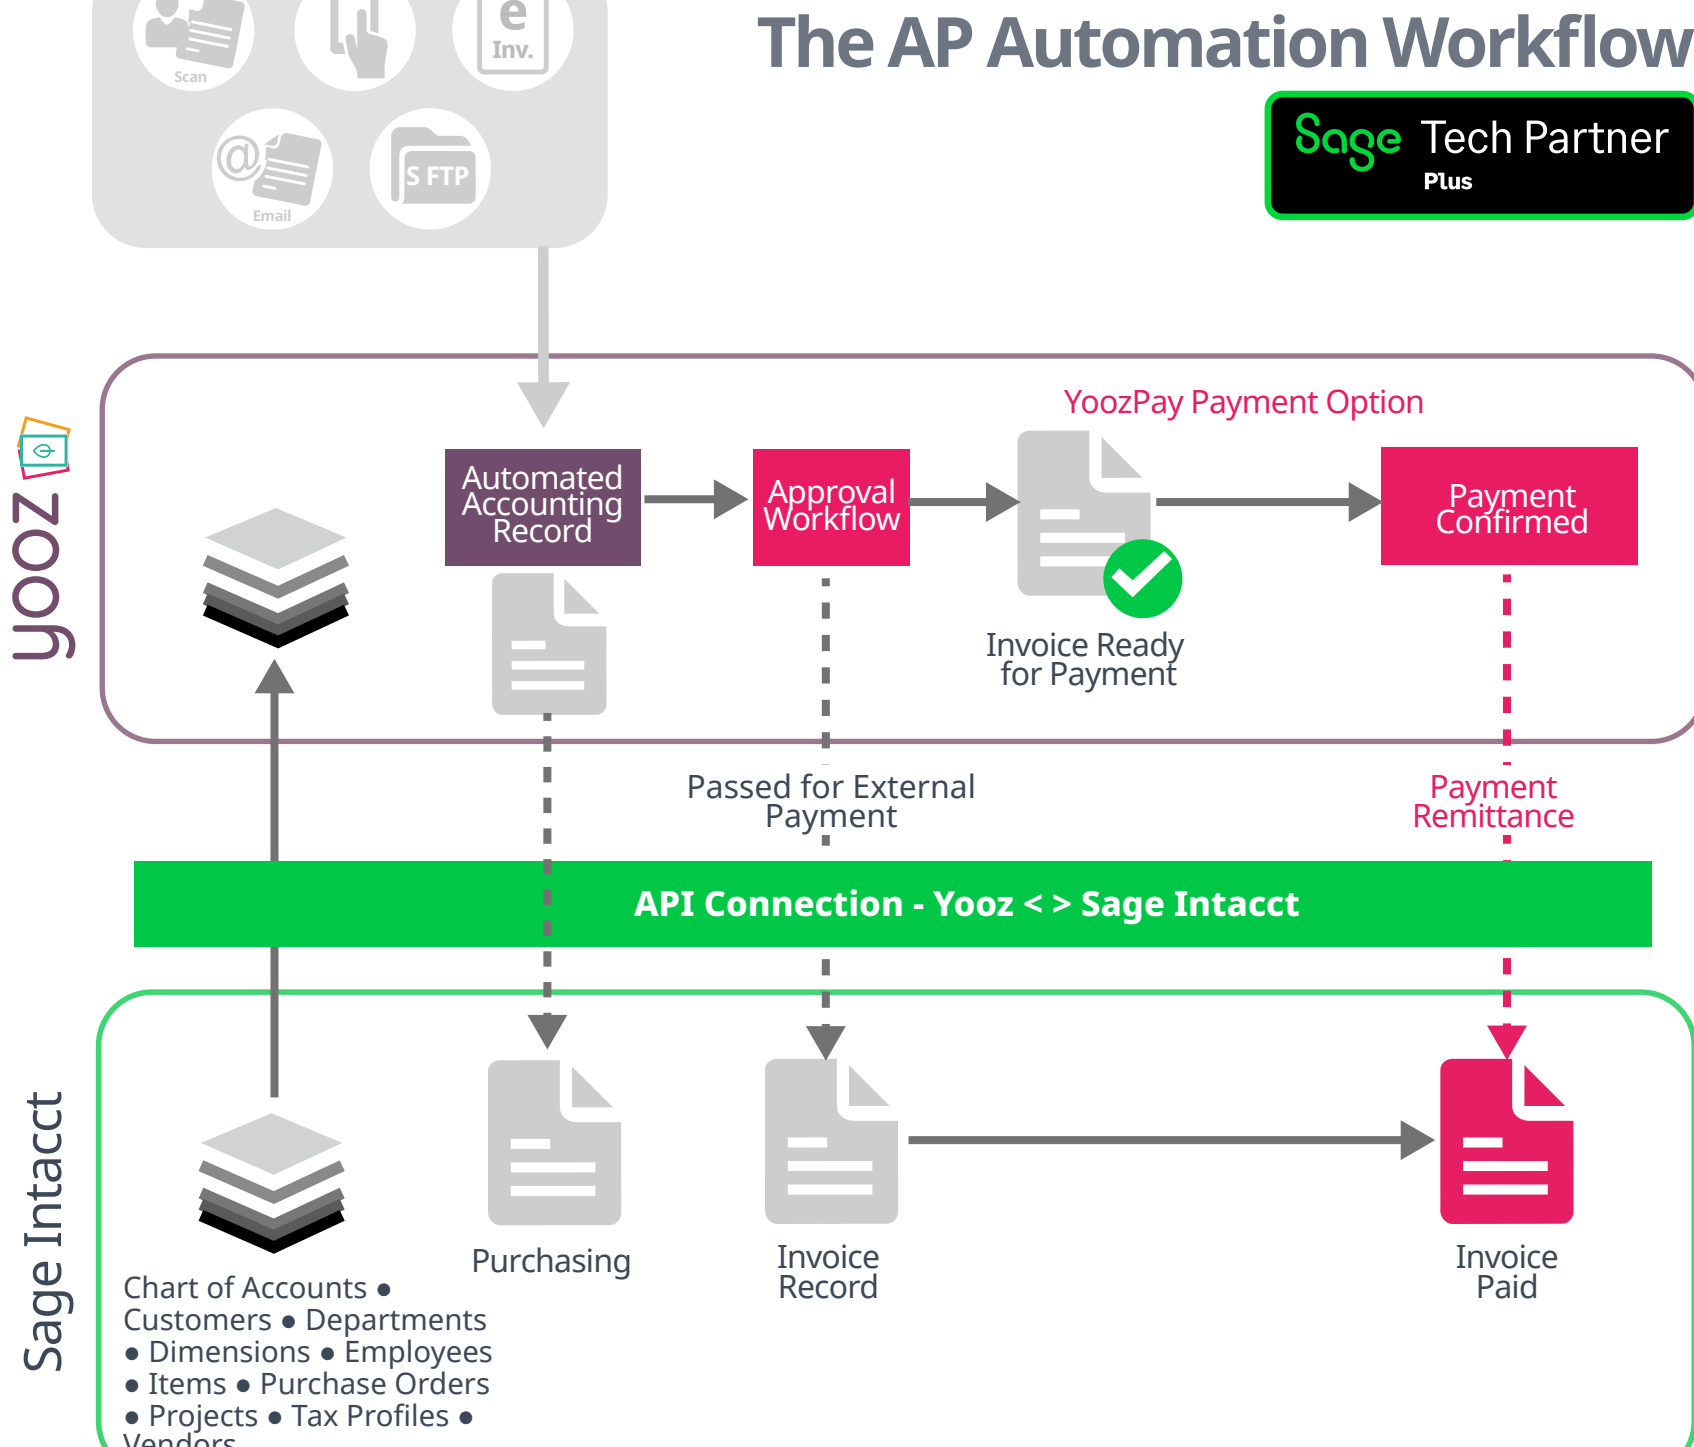 The AP Automation Workflow
Scan
e
Inv.
@
Email
S FTP
Sage Tech Partner
Plus
yooz
YoozPay Payment Option
Automated
Accounting
Record
Approval
Workflow
Payment
Confirmed
Invoice Ready
for Payment
Passed for External
Payment
Payment
Remittance
API Connection - Yooz < > Sage Intacct
Sage Intacct
Purchasing
Invoice
Record
Invoice
Paid
Chart of Accounts ●
Customers ● Departments
● Dimensions ● Employees
● Items ● Purchase Orders
● Projects ● Tax Profiles ●
Vendors